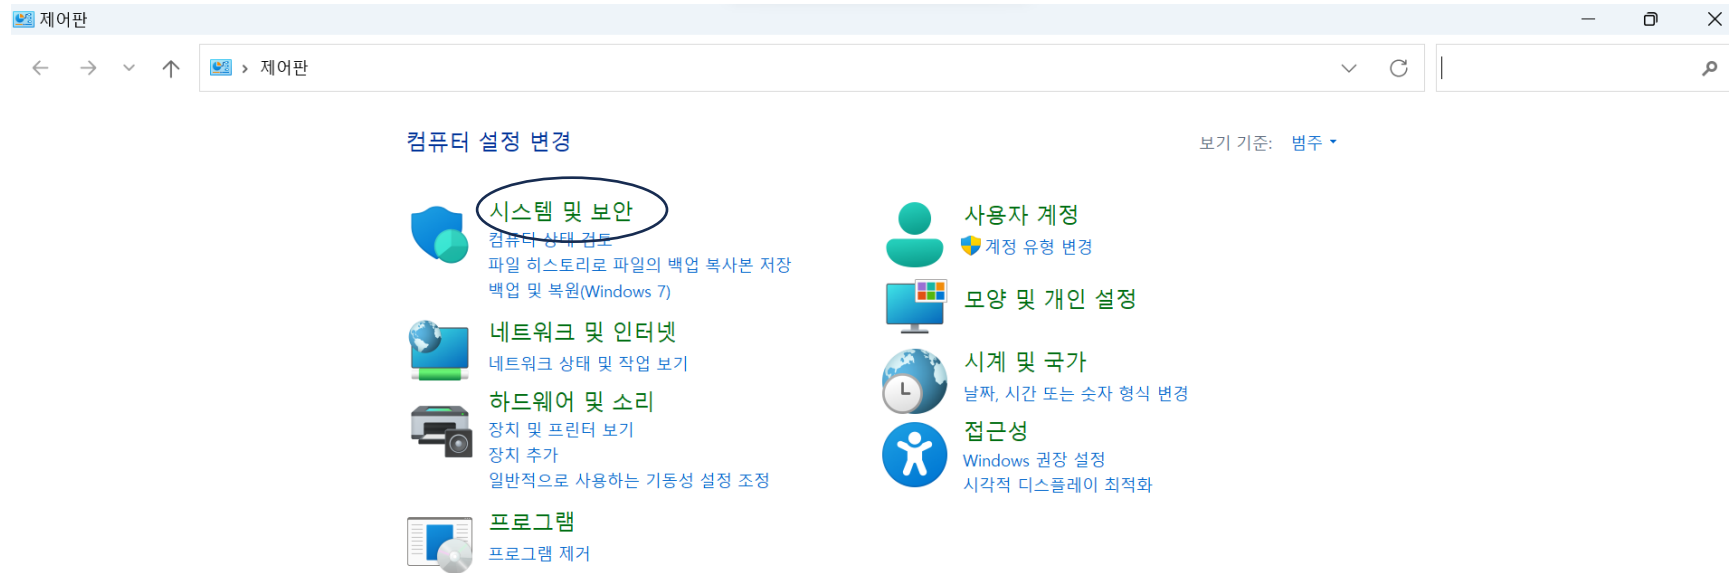 제어판
제어판
컴퓨터 설정 변경
보기 기준: 범주
시스템 및 보안
컴퓨터 상태 검토
파일 히스토리로 파일의 백업 복사본 저장
백업 및 복원(Windows 7)
네트워크 및 인터넷
네트워크 상태 및 작업 보기
하드웨어 및 소리
장치 및 프린터 보기
장치 추가
일반적으로 사용하는 기동성 설정 조정
프로그램
프로그램 제거
사용자 계정
계정 유형 변경
모양 및 개인 설정
시계 및 국가
날짜, 시간 또는 숫자 형식 변경
접근성
Windows 권장 설정
시각적 디스플레이 최적화